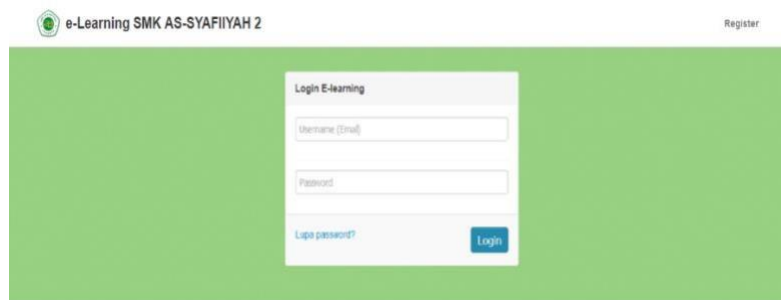 e-Learning SMK AS-SYAFIIYAH 2
Register
Login E-learning
Username (Email)
Password
Lupa password?
Login